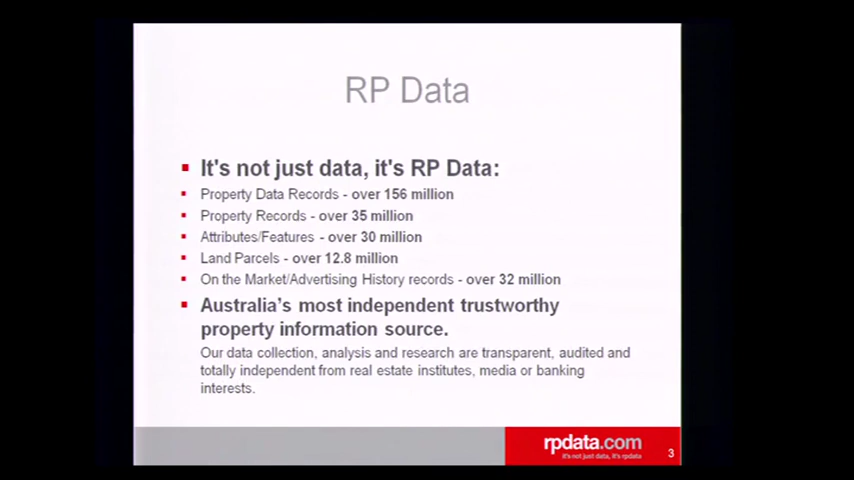 RP Data
It's not just data, it's RP Data:
Property Data Records - over 156 million
Property Records - over 35 million
Attributes/Features - over 30 million
Land Parcels - over 12.8 million
On the Market/Advertising History records - over 32 million
Australia's most independent trustworthy
property information source.
Our data collection, analysis and research are transparent, audited and
totally independent from real estate institutes, media or banking
interests.
rpdata.com
it's not just data, it's rpdata
3